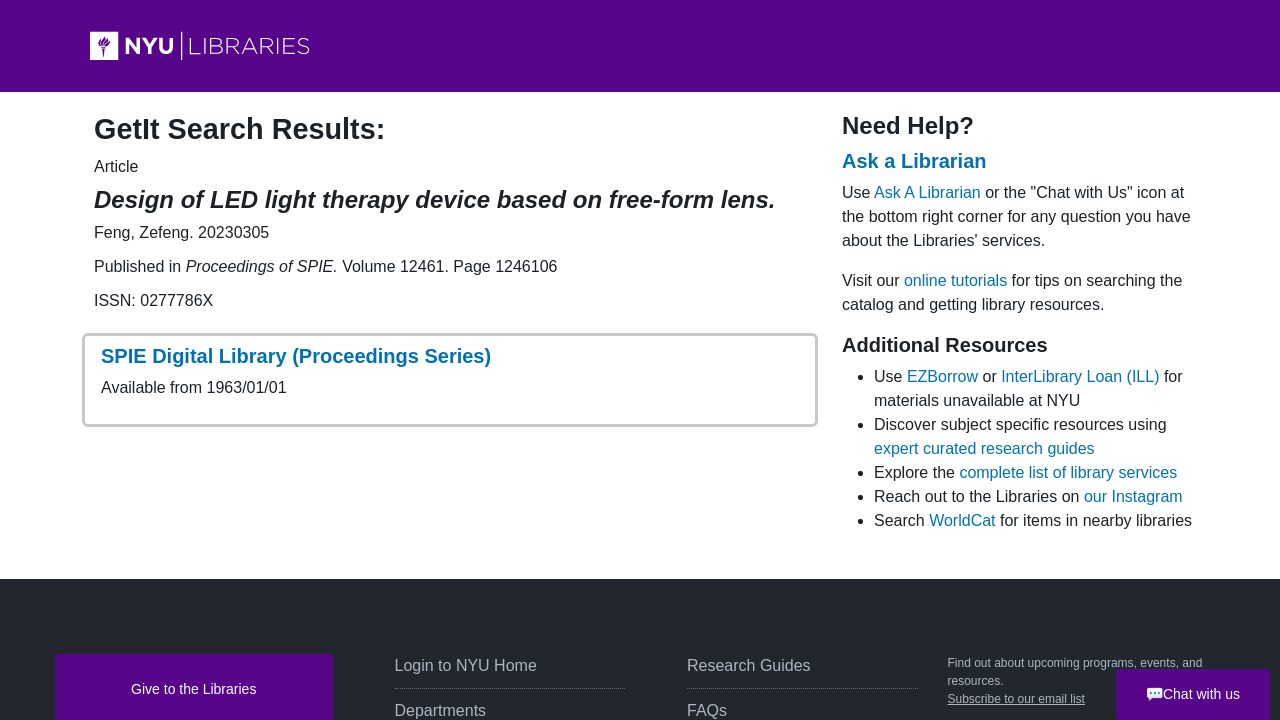 NYU LIBRARIES
GetIt Search Results:
Article
Design of LED light therapy device based on free-form lens.
Feng, Zefeng. 20230305
Published in Proceedings of SPIE. Volume 12461. Page 1246106
ISSN: 0277786X
SPIE Digital Library (Proceedings Series)
Available from 1963/01/01
Need Help?
Ask a Librarian
Use Ask A Librarian or the "Chat with Us" icon at
the bottom right corner for any question you have
about the Libraries' services.
Visit our online tutorials for tips on searching the
catalog and getting library resources.
Additional Resources
Use EZBorrow or InterLibrary Loan (ILL) for
materials unavailable at NYU
Discover subject specific resources using
expert curated research guides
Explore the complete list of library services
Reach out to the Libraries on our Instagram
Search WorldCat for items in nearby libraries
Give to the Libraries
Login to NYU Home
Departments
Research Guides
FAQs
Find out about upcoming programs, events, and
resources.
Subscribe to our email list
Chat with us